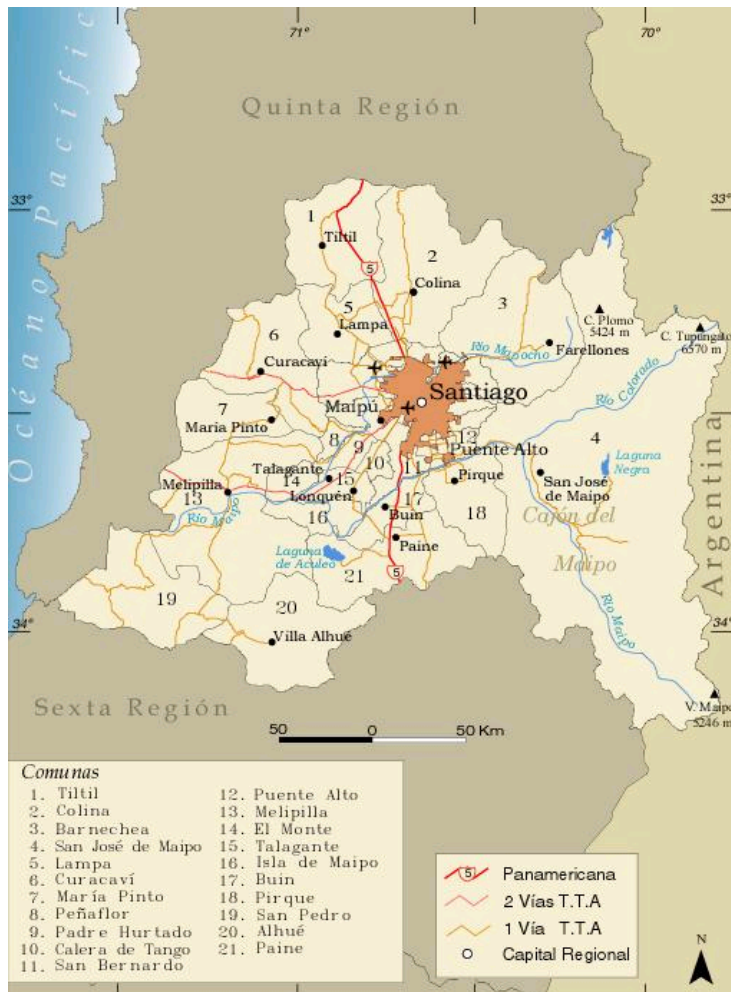 71°
70°
Quinta Región
Océano Pacífico
33°
33°
1
Tiltil
2
5
Colina
3
5
Lampa
C. Plomo
5424 m
C. Tupungato
6570 m
6
Río Mapocho
Farellones
Curacaví
Río Colorado
Santiago
7
Maipú
María Pinto
8
9
12
Puente Alto
4
Laguna
Negra
10
11
Talagante
14
15
Pirque
San José
de Maipo
Melipilla
13
Lonquén
17
Río Maipo
16
Buin
18
Cajón del
Maipo
Argentina
Paine
Laguna
de Aculeo
21
5
19
20
Río Maipo
34°
34°
Villa Alhué
Sexta Región
V. Maipo
5246 m
50
0
50 Km
Comunas
1. Tiltil
2. Colina
3. Barnechea
4. San José de Maipo
5. Lampa
6. Curacaví
7. María Pinto
8. Peñaflor
9. Padre Hurtado
10. Calera de Tango
11. San Bernardo
12. Puente Alto
13. Melipilla
14. El Monte
15. Talagante
16. Isla de Maipo
17. Buin
18. Pirque
19. San Pedro
20. Alhué
21. Paine
5 Panamericana
2 Vías T.T.A
1 Vía T.T.A
Capital Regional
N